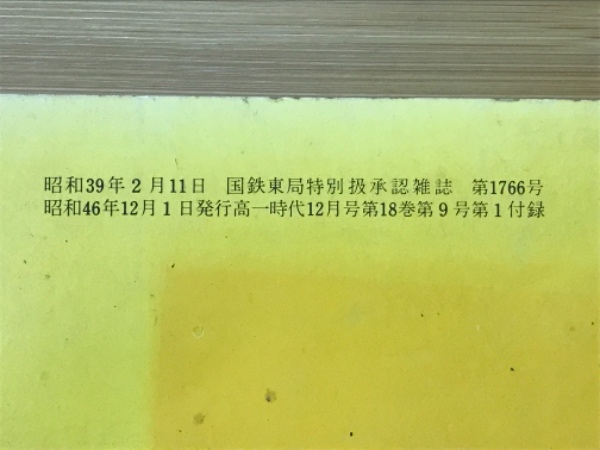 昭和39年2月11日 国鉄東局特別扱承認雑誌 第1766号
昭和46年12月1日発行高一時代12月号第18巻第9号第1付録